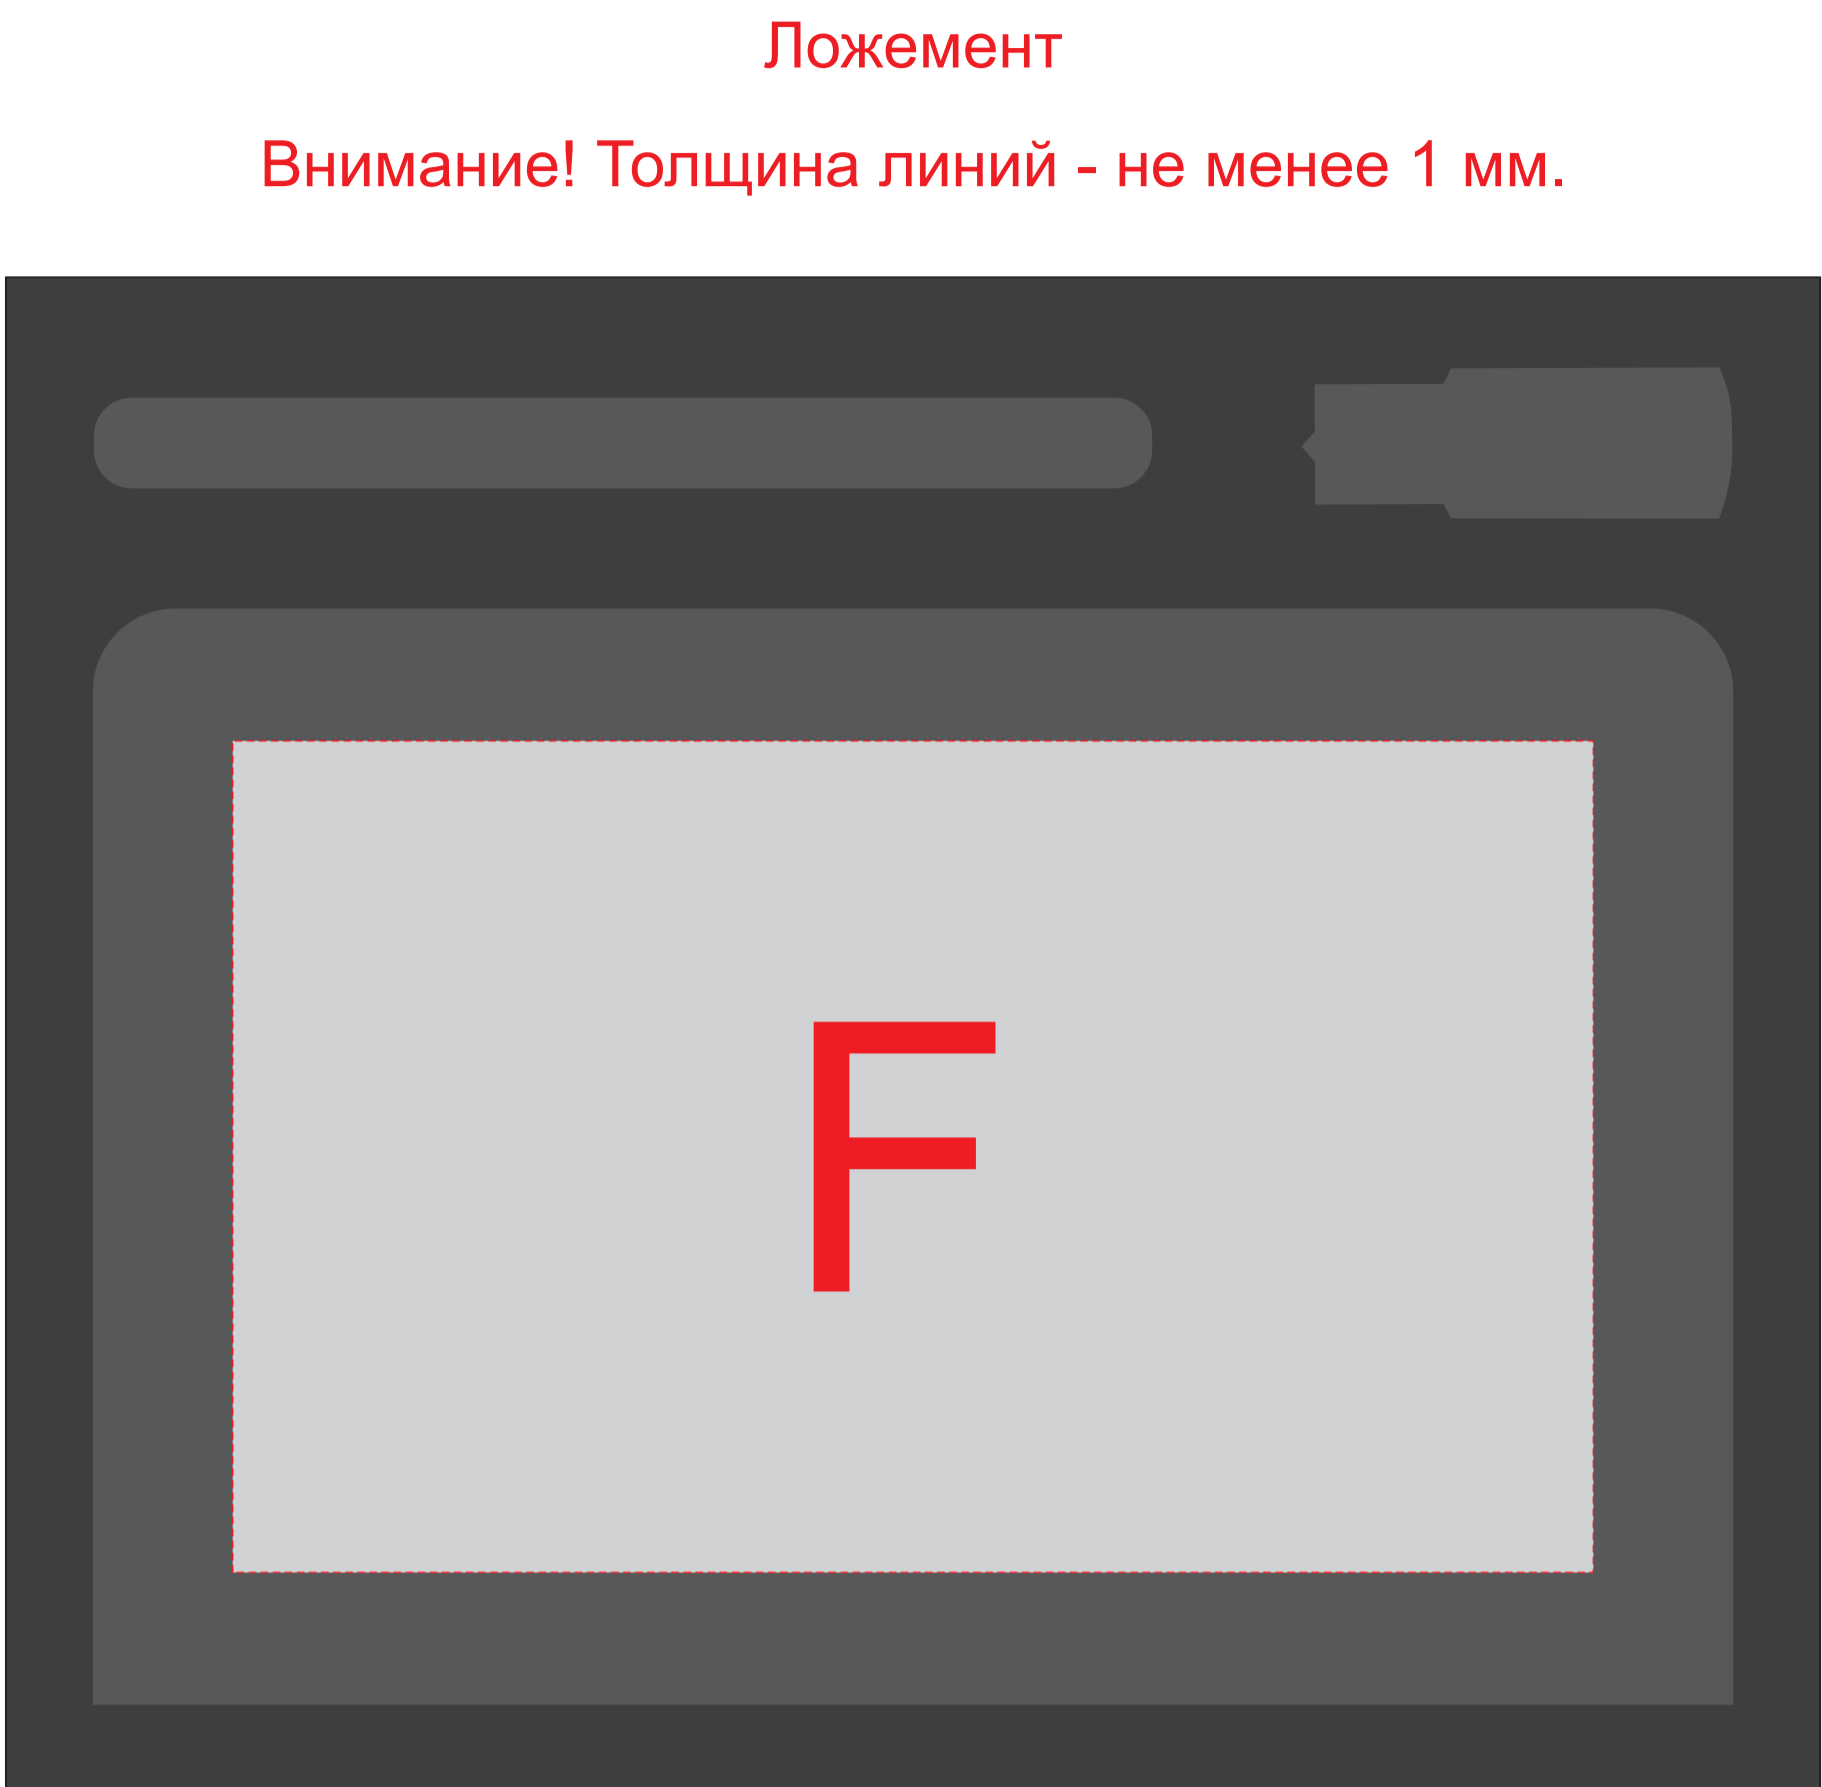 Ложемент
Внимание! Толщина линий - не менее 1 мм.
F